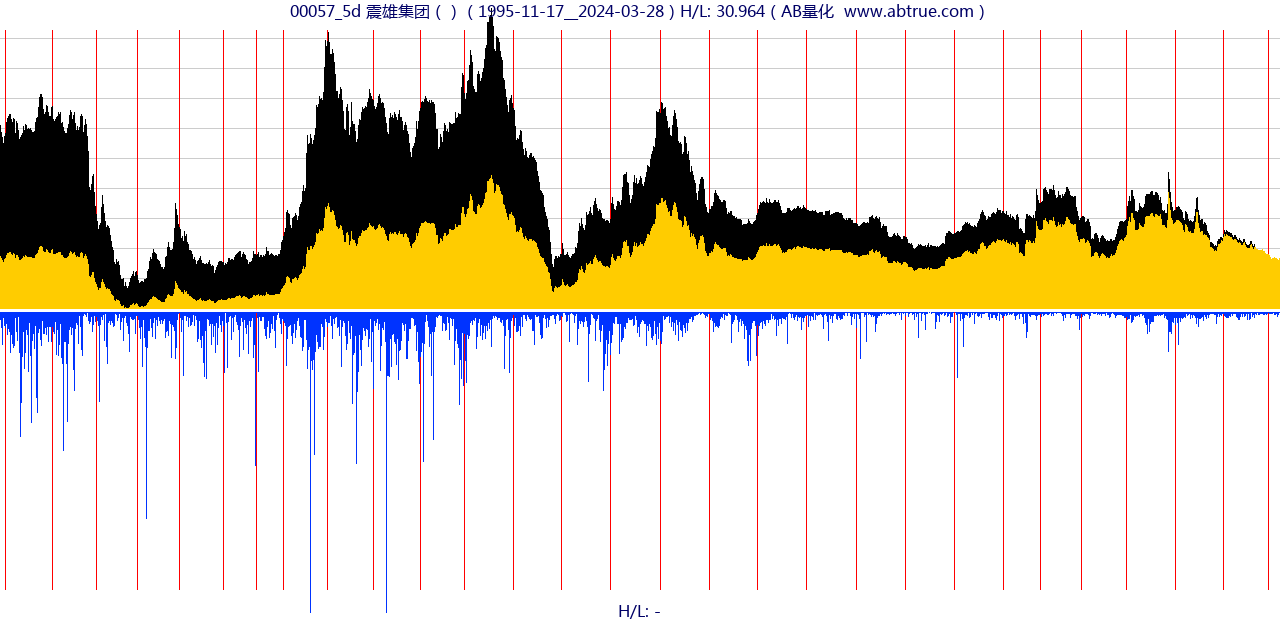 00057_5d 震雄集团 ( ) ( 1995-11-17__2024-03-28 ) H/L: 30.964 ( AB量化 www.abtrue.com )
H/L: -